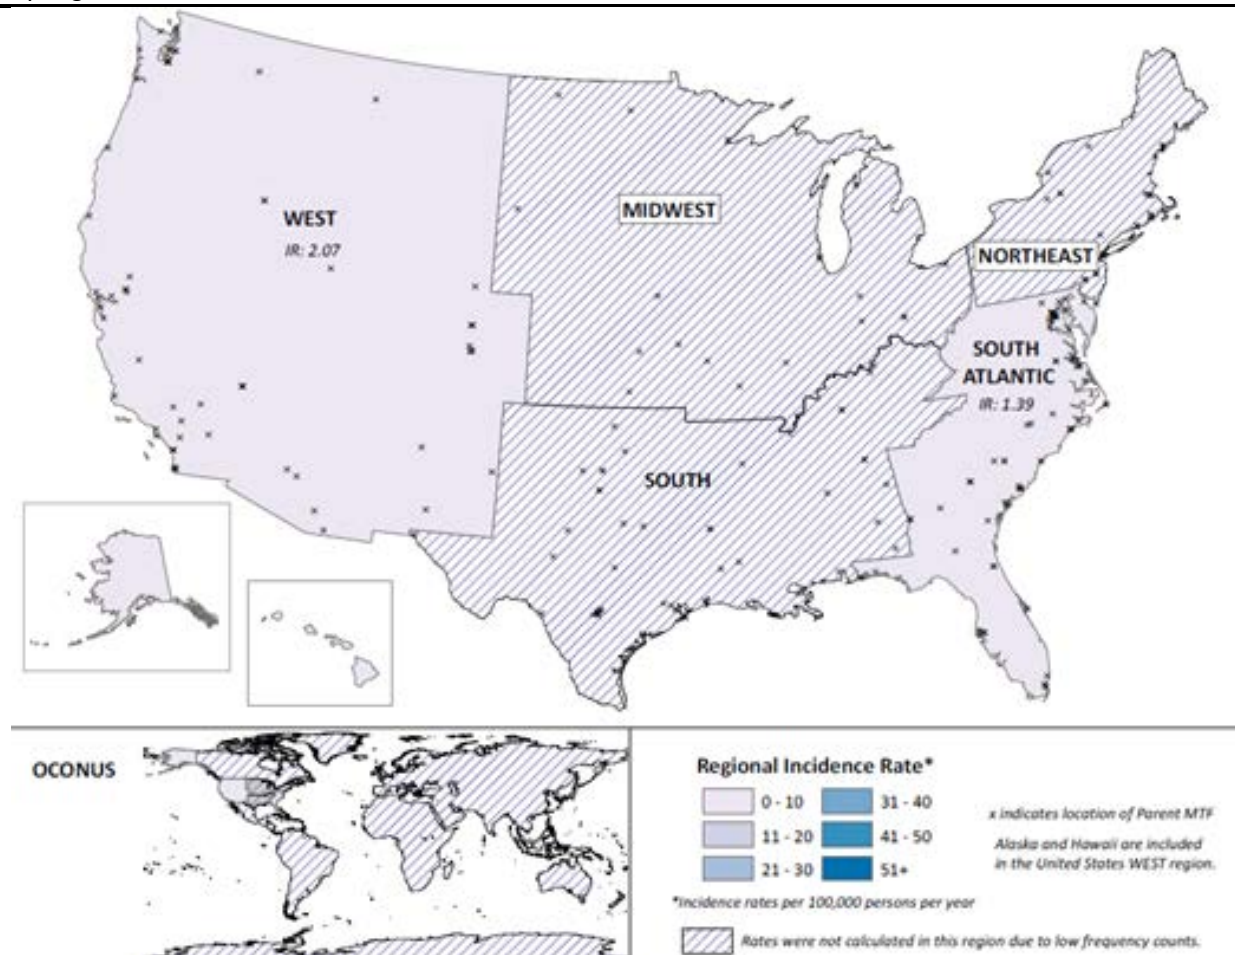 WEST
IR: 2.07
MIDWEST
NORTHEAST
SOUTH
ATLANTIC
IR: 1.39
SOUTH
OCONUS
Regional Incidence Rate*
0 - 10
31 - 40
11 - 20
41 - 50
21 - 30
51+
x indicates location of Parent MTF
Alaska and Hawaii are included
in the United States WEST region.
*Incidence rates per 100,000 persons per year
Rates were not calculated in this region due to low frequency counts.